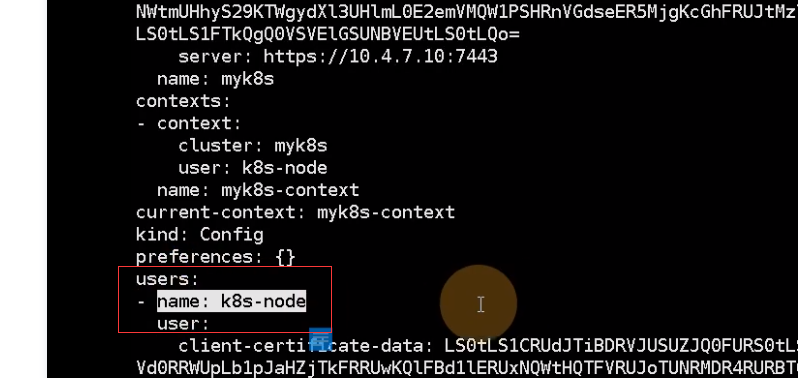 NWtmUHhyS29KTWgydXl3UHlmL0E2emVMQW1PSHRnVGdseER5MjgKcGhFRUJtMz
LS0tLS1FTkQgQ0VSVElGSUNBVEUtLS0tLQo=
server: https://10.4.7.10:7443
name: myk8s
contexts:
- context:
cluster: myk8s
user: k8s-node
name: myk8s-context
current-context: myk8s-context
kind: Config
preferences: {}
users:
- name: k8s-node
user:
client-certificate-data: LS0tLS1CRUdJTiBDRVJUSUZJQ0FURS0tLS
Vd0RRWUpLb1pJaHZjTkFRRUwKQlFBd1lERUxNQWtHQTFVRUJoTUNRMDR4RURBT